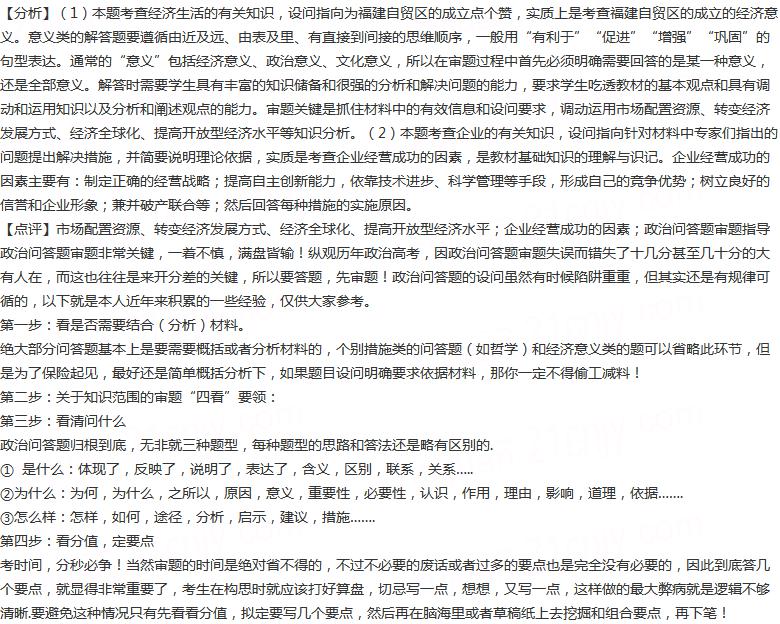 【分析】（1）本题考查经济生活的有关知识，设问指向为福建自贸区的成立点个赞，实质上是考查福建自贸区的成立的经济意
义。意义类的解答题要遵循由近及远、由表及里、有直接到间接的思维顺序，一般用“有利于”“促进”“增强”“巩固”的
句型表达。通常的“意义”包括经济意义、政治意义、文化意义，所以在审题过程中首先必须明确需要回答的是某一种意义，
还是全部意义。解答时需要学生具有丰富的知识储备和很强的分析和解决问题的能力，要求学生吃透教材的基本观点和具有调
动和运用知识以及分析和阐述观点的能力。审题关键是抓住材料中的有效信息和设问要求，调动运用市场配置资源、转变经济
发展方式、经济全球化、提高开放型经济水平等知识分析。（2）本题考查企业的有关知识，设问指向针对材料中专家们指出的
问题提出解决措施，并简要说明理论依据，实质是考查企业经营成功的因素，是教材基础知识的理解与识记。企业经营成功的
因素主要有：制定正确的经营战略；提高自主创新能力，依靠技术进步、科学管理等手段，形成自己的竞争优势；树立良好的
信誉和企业形象；兼并破产联合等；然后回答每种措施的实施原因。
【点评】市场配置资源、转变经济发展方式、经济全球化、提高开放型经济水平；企业经营成功的因素；政治问答题审题指导
政治问答题审题非常关键，一着不慎，满盘皆输！纵观历年政治高考，因政治问答题审题失误而错失了十几分甚至几十分的大
有人在，而这也往往是来开分差的关键，所以要答题，先审题！政治问答题的设问虽然有时候陷阱重重，但其实还是有规律可
循的，以下就是本人近年来积累的一些经验，仅供大家参考。
第一步：看是否需要结合（分析）材料。
绝大部分问答题基本上是要需要概括或者分析材料的，个别措施类的问答题（如哲学）和经济意义类的题可以省略此环节，但
是为了保险起见，最好还是简单概括分析下，如果题目设问明确要求依据材料，那你一定不得偷工减料！
第二步：关于知识范围的审题“四看”要领：
第三步：看清问什么
政治问答题归根到底，无非就三种题型，每种题型的思路和答法还是略有区别的.
① 是什么：体现了，反映了，说明了，表达了，含义，区别，联系，关系.....
②为什么：为何，为什么，之所以，原因，意义，重要性，必要性，认识，作用，理由，影响，道理，依据.......
③怎么样：怎样，如何，途径，分析，启示，建议，措施.......
第四步：看分值，定要点
考时间，分秒必争！当然审题的时间是绝对省不得的，不过不必要的废话或者过多的要点也是完全没有必要的，因此到底答几
个要点，就显得非常重要了，考生在构思时就应该打好算盘，切忌写一点，想想，又写一点，这样做的最大弊病就是逻辑不够
清晰.要避免这种情况只有先看看分值，拟定要写几个要点，然后再在脑海里或者草稿纸上去挖掘和组合要点，再下笔！